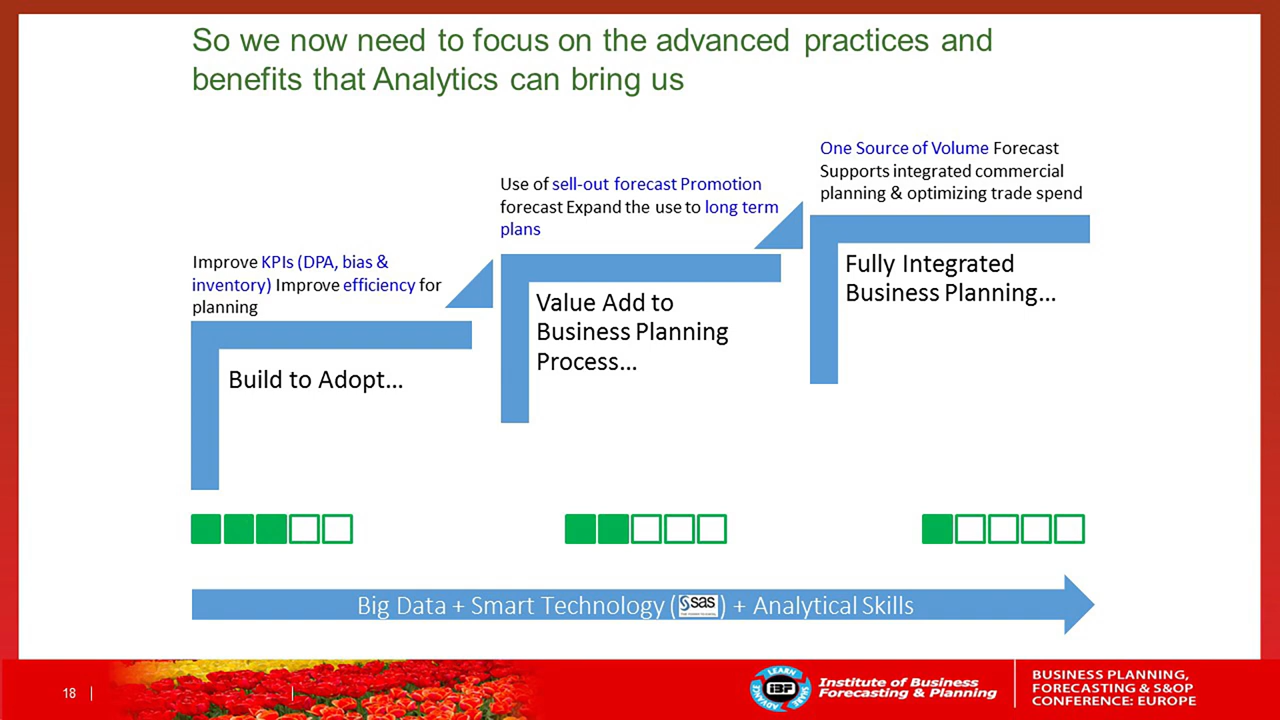 So we now need to focus on the advanced practices and
benefits that Analytics can bring us
Improve KPIs (DPA, bias &
inventory) Improve efficiency for
planning
Build to Adopt...
Use of sell-out forecast Promotion
forecast Expand the use to long term
plans
Value Add to
Business Planning
Process...
One Source of Volume Forecast
Supports integrated commercial
planning & optimizing trade spend
Fully Integrated
Business Planning...
Big Data + Smart Technology (sas) + Analytical Skills
18
LEARN
SHARE
ADVANCE
iBF
Institute of Business
Forecasting & Planning
BUSINESS PLANNING,
FORECASTING & S&OP
CONFERENCE: EUROPE